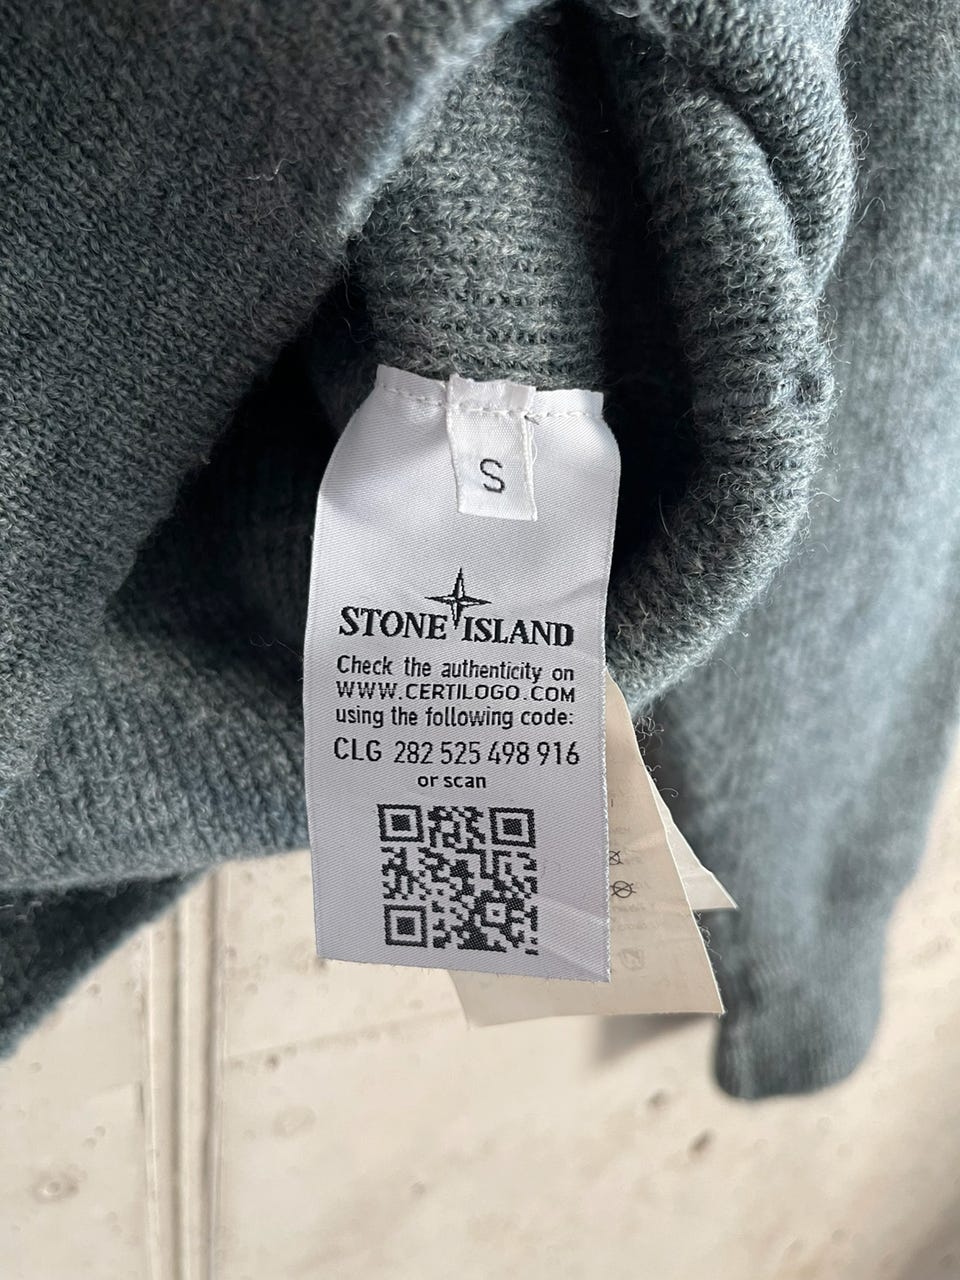 S
STONE ISLAND
Check the authenticity on
WWW.CERTILOGO.COM
using the following code:
CLG 282 525 498 916
or scan